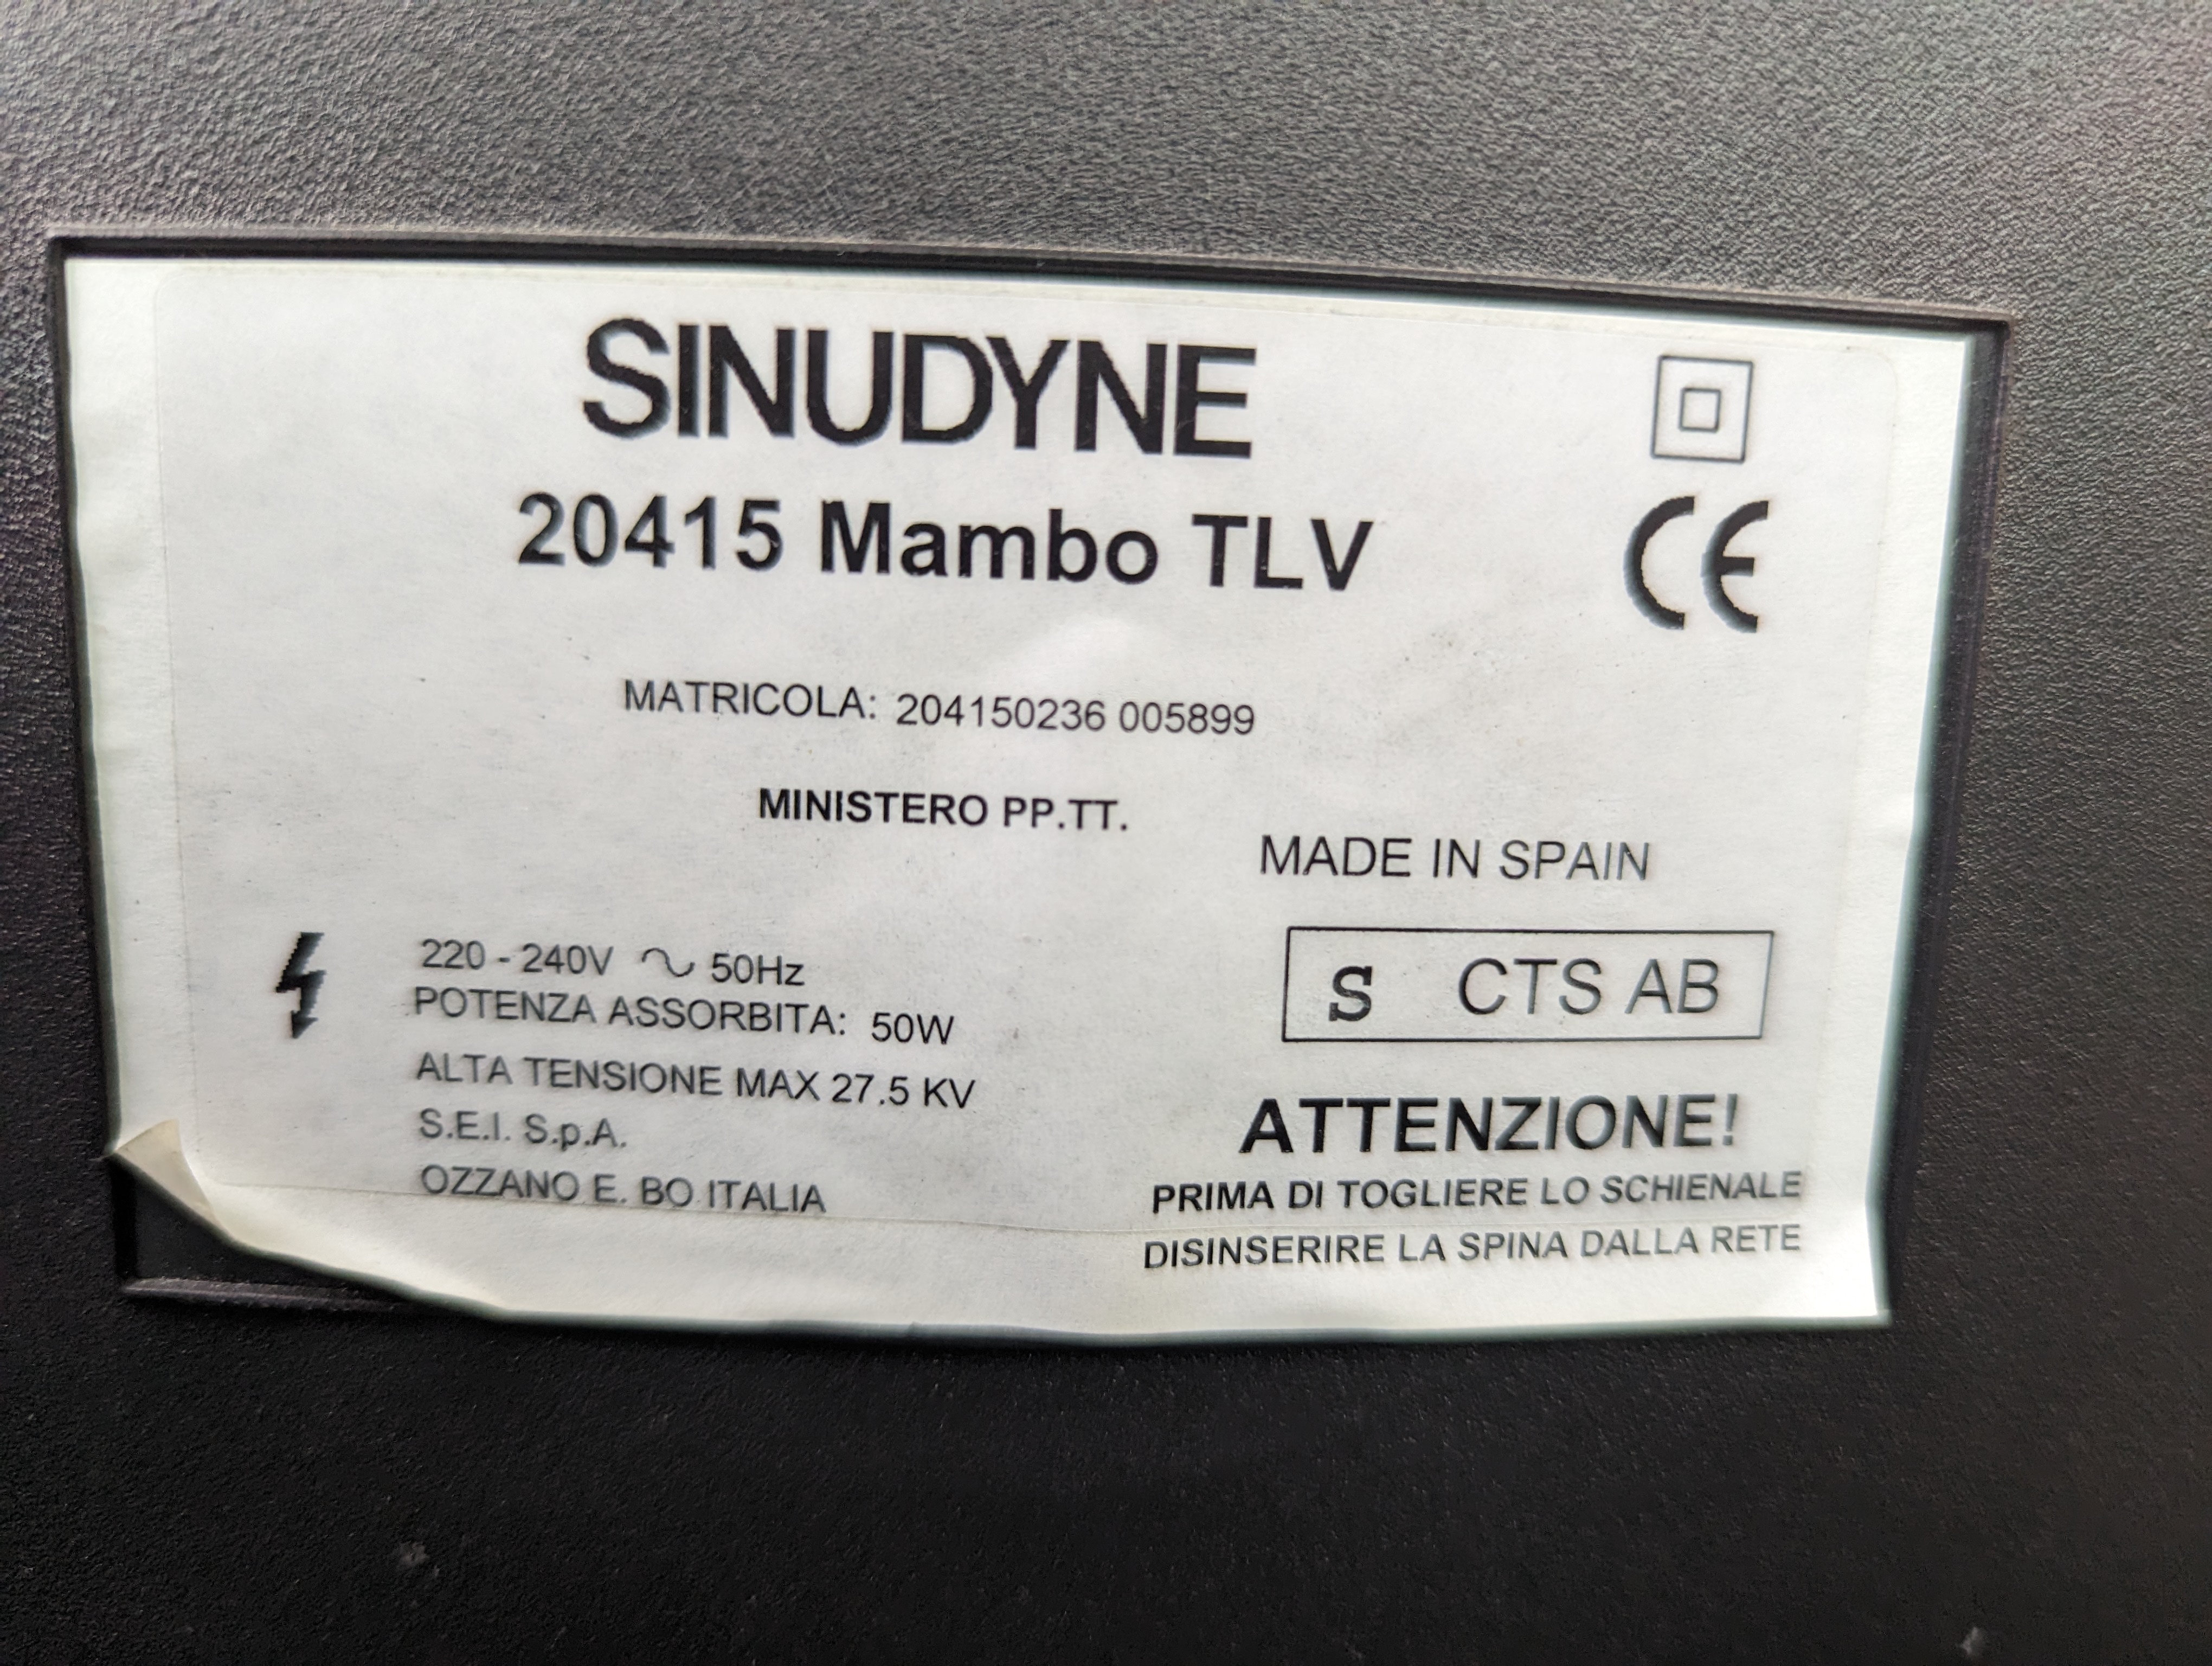 SINUDYNE
20415 Mambo TLV
CE
MATRICOLA: 204150236 005899
MINISTERO PP.TT.
MADE IN SPAIN
220 - 240V ~ 50Hz
POTENZA ASSORBITA: 50W
ALTA TENSIONE MAX 27.5 KV
S.E.I. S.p.A.
OZZANO E. BO ITALIA
S CTS AB
ATTENZIONE!
PRIMA DI TOGLIERE LO SCHIENALE
DISINSERIRE LA SPINA DALLA RETE